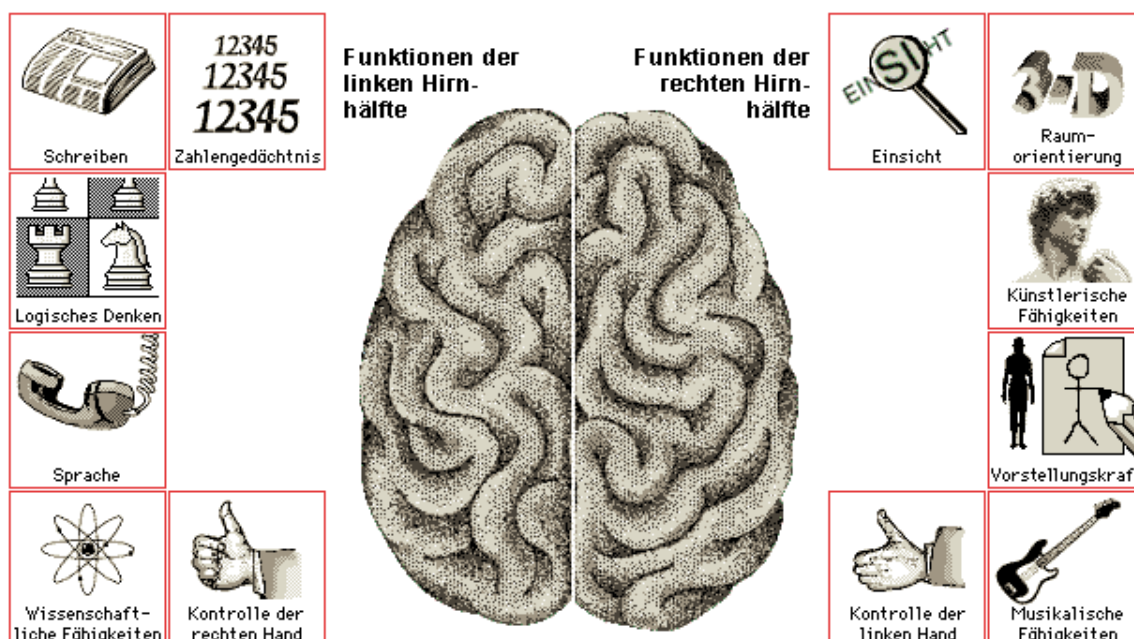 Funktionen der
linken Hirn-
hälfte
Funktionen der
rechten Hirn-
hälfte
12345
12345
12345
Schreiben
Zahlengedächtnis
Logisches Denken
Sprache
Wissenschaft-
liche Fähigkeiten
Kontrolle der
rechten Hand
EINSICHT
Einsicht
3-D
Raum-
orientierung
Künstlerische
Fähigkeiten
Vorstellungskraf
Kontrolle der
linken Hand
Musikalische
Fähigkeiten